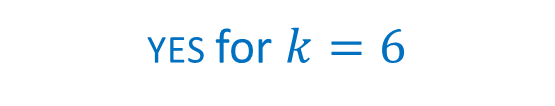 YES for k = 6